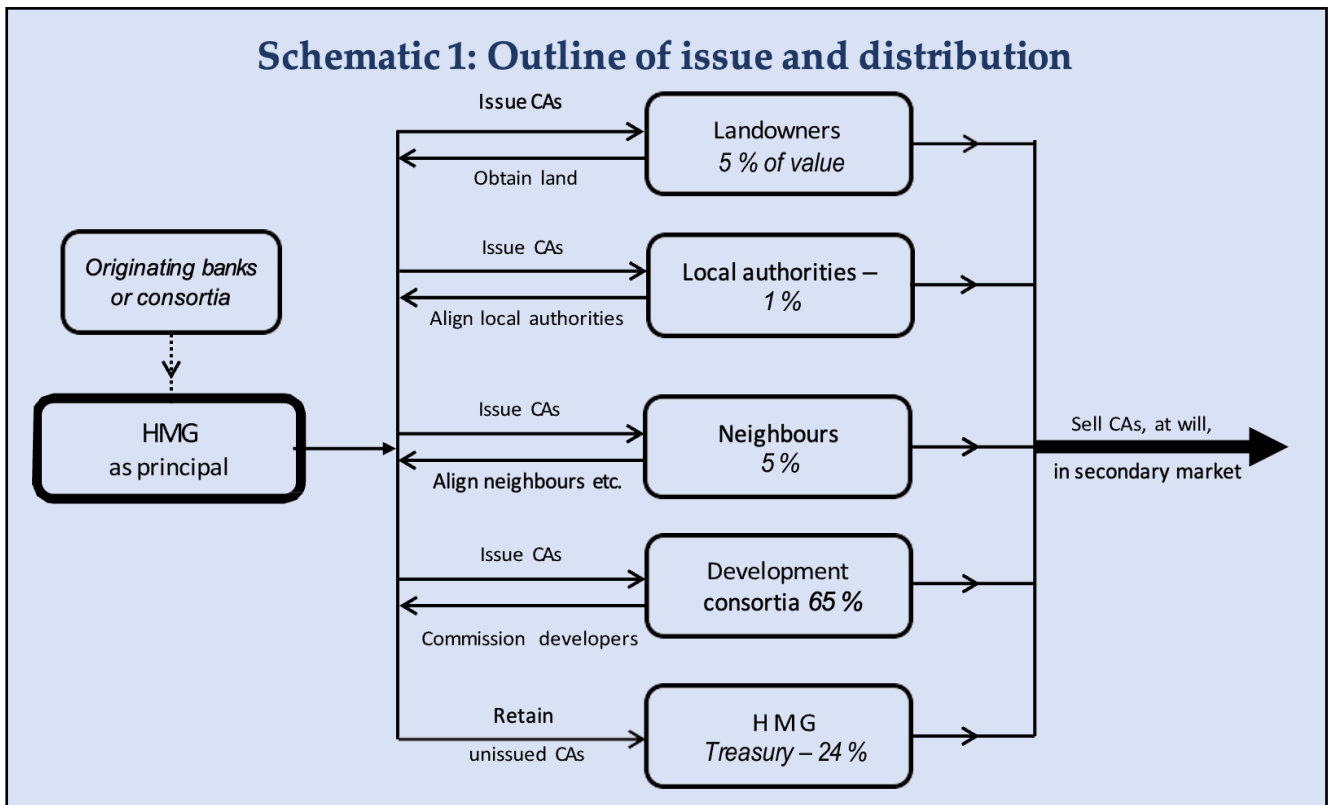 Schematic 1: Outline of issue and distribution
Issue CAs
Landowners
5 % of value
Obtain land
Originating banks
or consortia
Issue CAs
Local authorities –
1 %
Align local authorities
HMG
as principal
Issue CAs
Neighbours
5 %
Align neighbours etc.
Sell CAs, at will,
in secondary market
Issue CAs
Development
consortia 65 %
Commission developers
Retain
unissued CAs
H M G
Treasury – 24 %